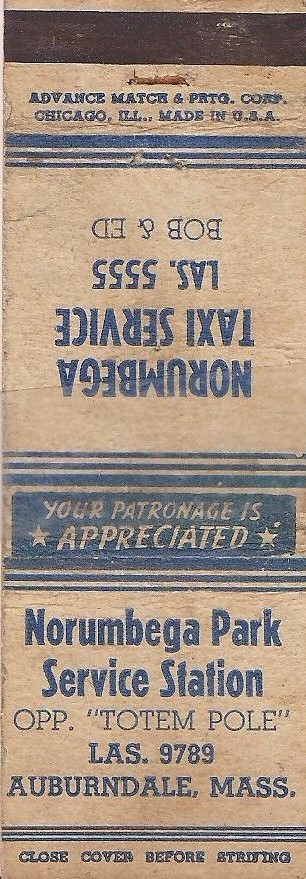 ADVANCE MATCH & PRTG. CORP.
CHICAGO, ILL., MADE IN U.S.A.
NORUMBEGA
TAXI SERVICE
LAS. 5555
BOB & ED
YOUR PATRONAGE IS
★ APPRECIATED ★
Norumbega Park
Service Station
OPP. "TOTEM POLE"
LAS. 9789
AUBURNDALE, MASS.
CLOSE COVER BEFORE STRIKING